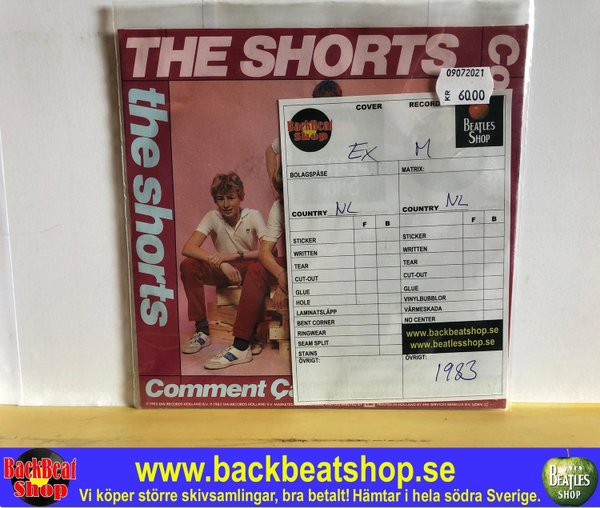 THE SHORTS
Co
the shorts
09072021
KR 60.00
BackBeat
Shop
COVER
RECORD
BEATLES
SHOP
EX
M
BOLAGSPÅSE
MATRIX:
COUNTRY NL
COUNTRY NL
F B
F B
STICKER
STICKER
WRITTEN
WRITTEN
TEAR
TEAR
CUT-OUT
CUT-OUT
GLUE
GLUE
HOLE
VINYLBUBBLOR
LAMINATSLÄPP
VÄRMESKADA
BENT CORNER
NO CENTER
RINGWEAR
www.backbeatshop.se
SEAM SPLIT
www.beatlesshop.se
STAINS
ÖVRIGT:
ÖVRIGT:
1983
Comment Ça
BackBeat
Shop
www.backbeatshop.se
Vi köper större skivsamlingar, bra betalt! Hämtar i hela södra Sverige.
BEATLES
SHOP